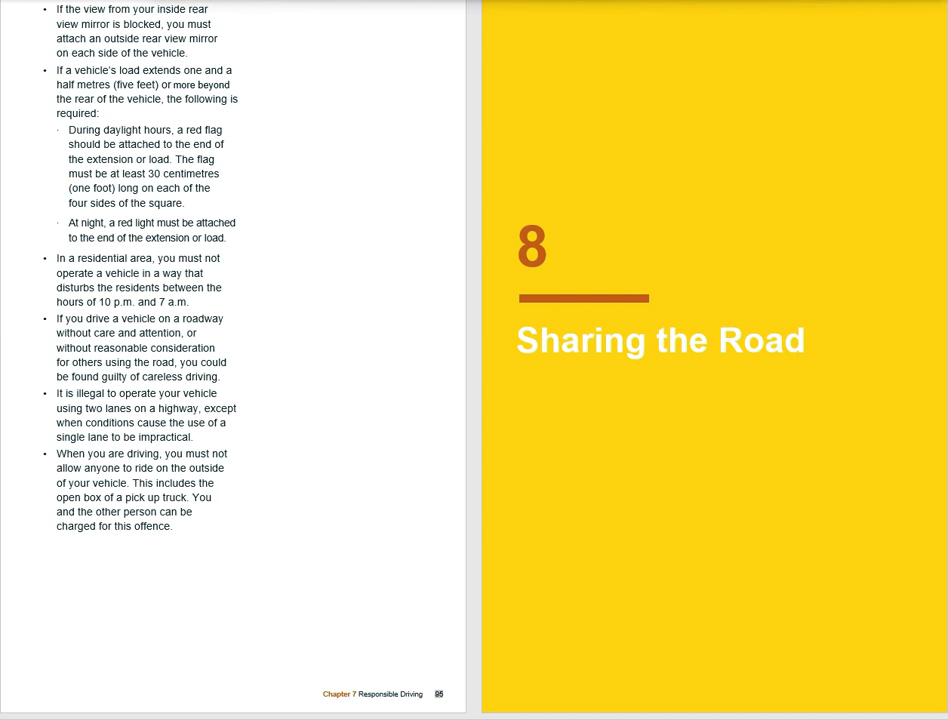 • If the view from your inside rear
view mirror is blocked, you must
attach an outside rear view mirror
on each side of the vehicle.
• If a vehicle's load extends one and a
half metres (five feet) or more beyond
the rear of the vehicle, the following is
required:
· During daylight hours, a red flag
should be attached to the end of
the extension or load. The flag
must be at least 30 centimetres
(one foot) long on each of the
four sides of the square.
· At night, a red light must be attached
to the end of the extension or load.
• In a residential area, you must not
operate a vehicle in a way that
disturbs the residents between the
hours of 10 p.m. and 7 a.m.
• If you drive a vehicle on a roadway
without care and attention, or
without reasonable consideration
for others using the road, you could
be found guilty of careless driving.
• It is illegal to operate your vehicle
using two lanes on a highway, except
when conditions cause the use of a
single lane to be impractical.
• When you are driving, you must not
allow anyone to ride on the outside
of your vehicle. This includes the
open box of a pick up truck. You
and the other person can be
charged for this offence.
Chapter 7 Responsible Driving 95
8
Sharing the Road